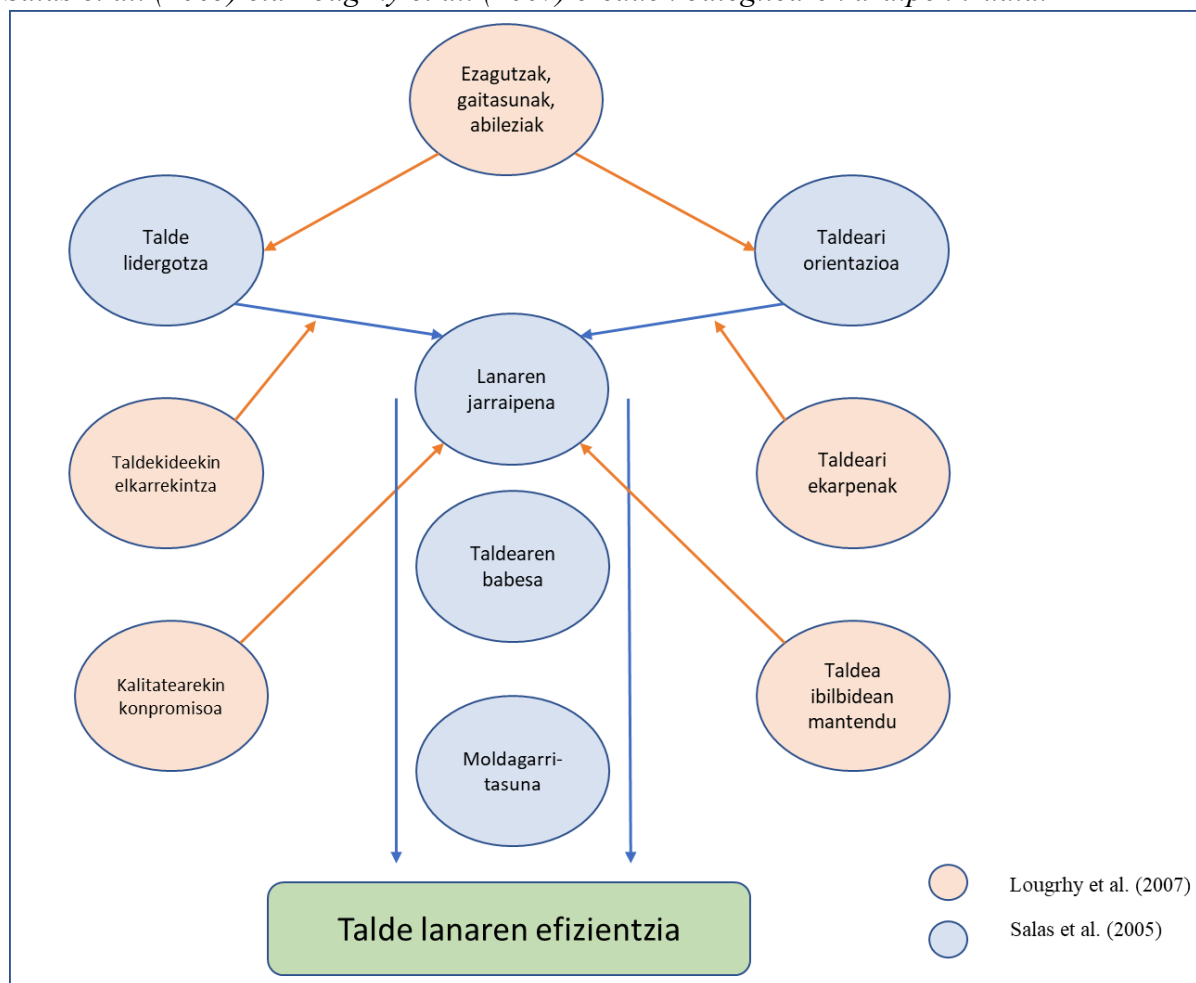 Ezagutzak,
gaitasunak,
abileziak
Talde
lidergotza
Taldeari
orientazioa
Lanaren
jarraipena
Taldekideekin
elkarrekintza
Taldeari
ekarpenak
Taldearen
babesa
Kalitatearekin
konpromisoa
Taldea
ibilbidean
mantendu
Moldagarri-
tasuna
Talde lanaren efizientzia
Lougrhy et al. (2007)
Salas et al. (2005)